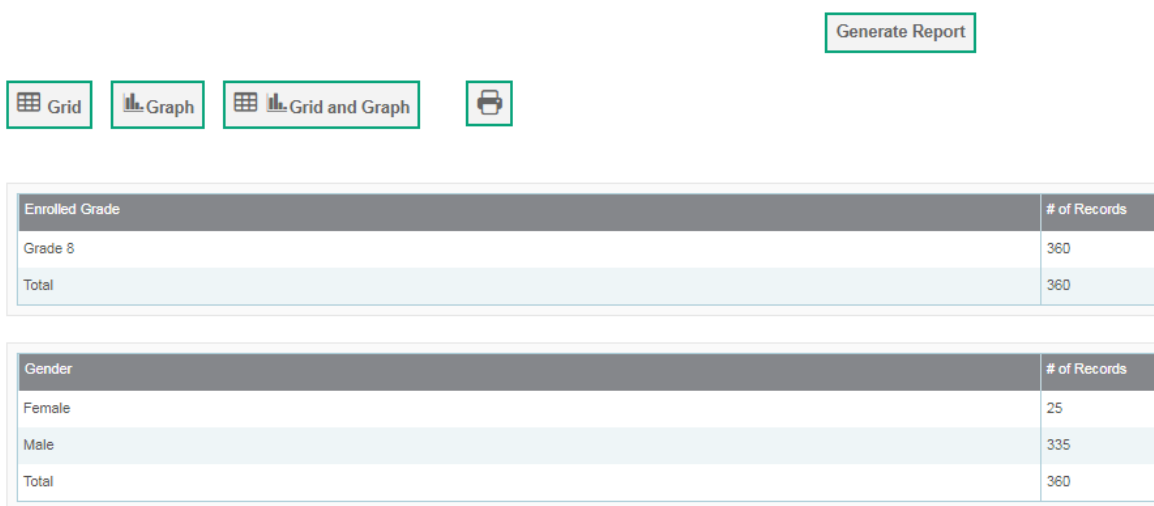 Generate Report
Grid Graph Grid and Graph
Enrolled Grade # of Records
Grade 8 360
Total 360
Gender # of Records
Female 25
Male 335
Total 360